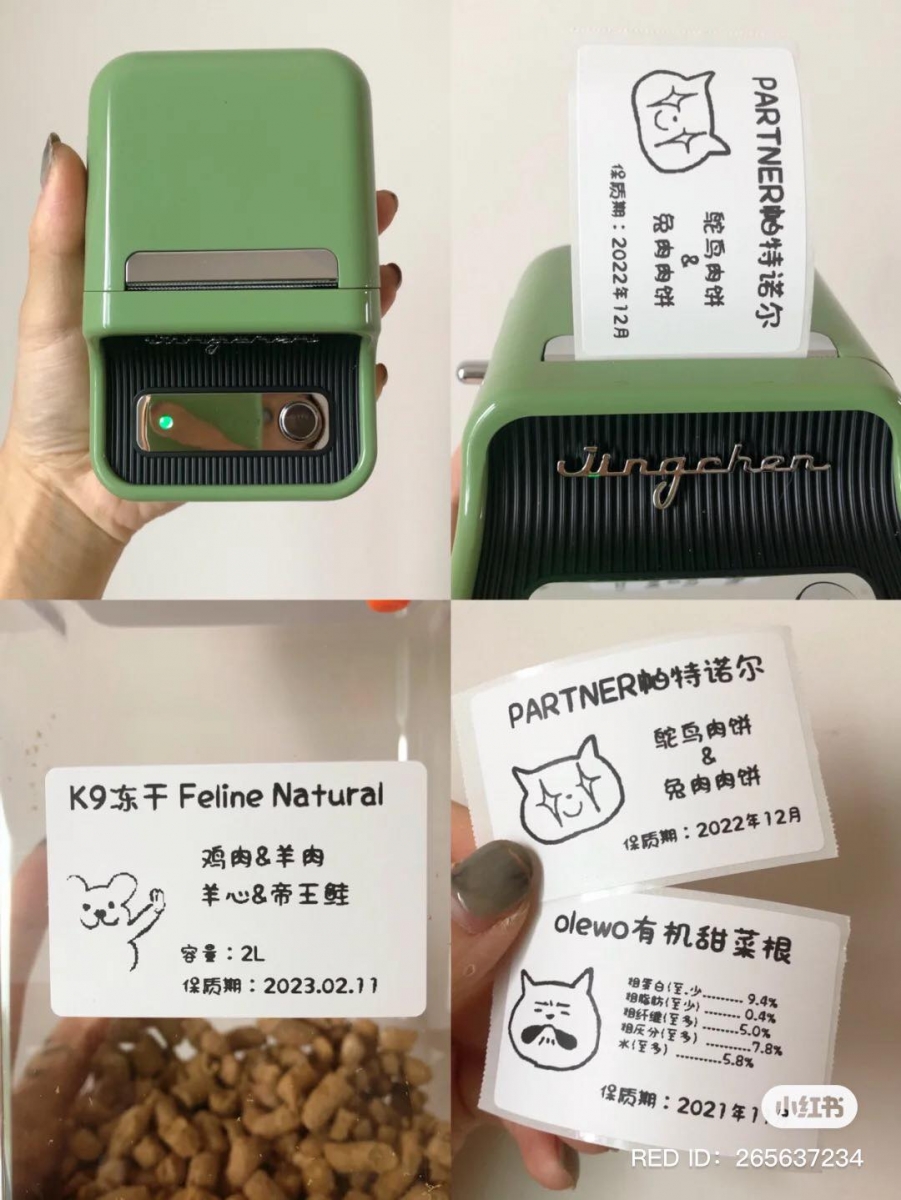 Jingchen
PARTNER帕特诺尔
鸵鸟肉饼
&
兔肉肉饼
保质期：2022年12月
Jingchen
K9冻干 Feline Natural
鸡肉&羊肉
羊心&帝王鲑
容量：2L
保质期：2023.02.11
PARTNER帕特诺尔
鸵鸟肉饼
&
兔肉肉饼
保质期：2022年12月
olewo有机甜菜根
粗蛋白(至少.......... 9.4%
粗脂肪(至少) .......... 0.4%
粗纤维(至多) ..........5.0%
粗灰分(至多) ..........7.8%
水(至多) ..........5.8%
保质期：2021年1
小红书
RED ID：265637234